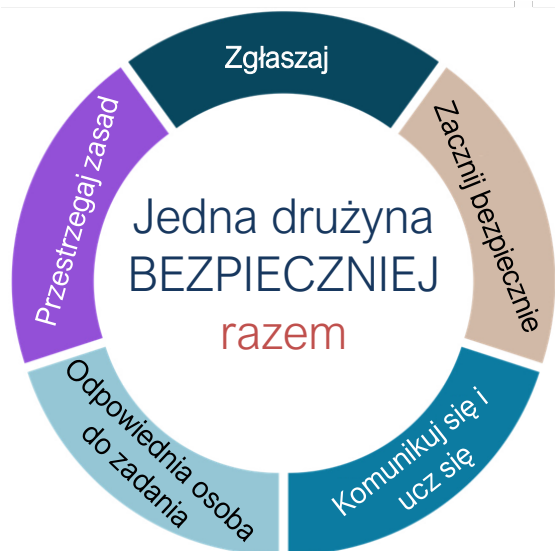 Zgłaszaj
Zacznij bezpiecznie
Komunikuj się i
ucz się
Odpowiednia osoba
do zadania
Przestrzegaj zasad
Jedna drużyna
BEZPIECZNIEJ
razem